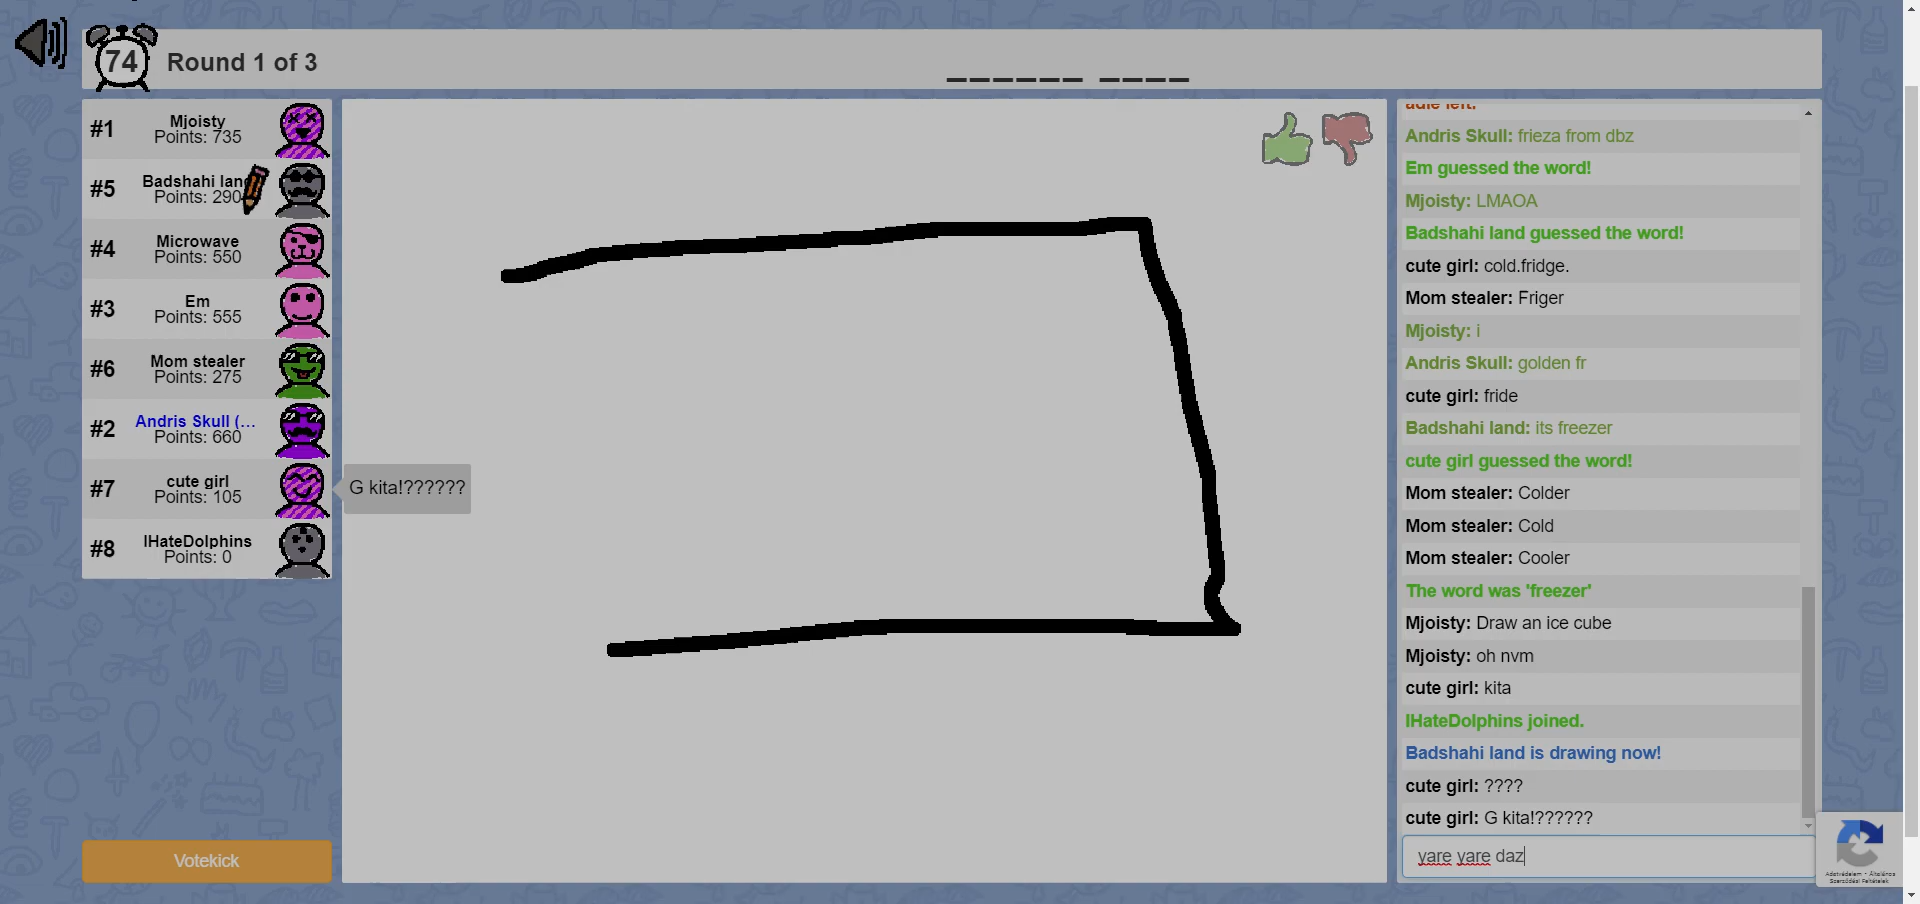 74
Round 1 of 3
______ ____
#1
Mjoisty
Points: 735
#5
Badshahi lan
Points: 290
#4
Microwave
Points: 550
#3
Em
Points: 555
#6
Mom stealer
Points: 275
#2
Andris Skull (...
Points: 660
#7
cute girl
Points: 105
#8
IHateDolphins
Points: 0
G kita!??????
Votekick
Andris Skull: frieza from dbz
Em guessed the word!
Mjoisty: LMAOA
Badshahi land guessed the word!
cute girl: cold.fridge.
Mom stealer: Friger
Mjoisty: i
Andris Skull: golden fr
cute girl: fride
Badshahi land: its freezer
cute girl guessed the word!
Mom stealer: Colder
Mom stealer: Cold
Mom stealer: Cooler
The word was 'freezer'
Mjoisty: Draw an ice cube
Mjoisty: oh nvm
cute girl: kita
IHateDolphins joined.
Badshahi land is drawing now!
cute girl: ????
cute girl: G kita!??????
yare yare daz
Adatvédelem - Általános
Szerződési Feltételek